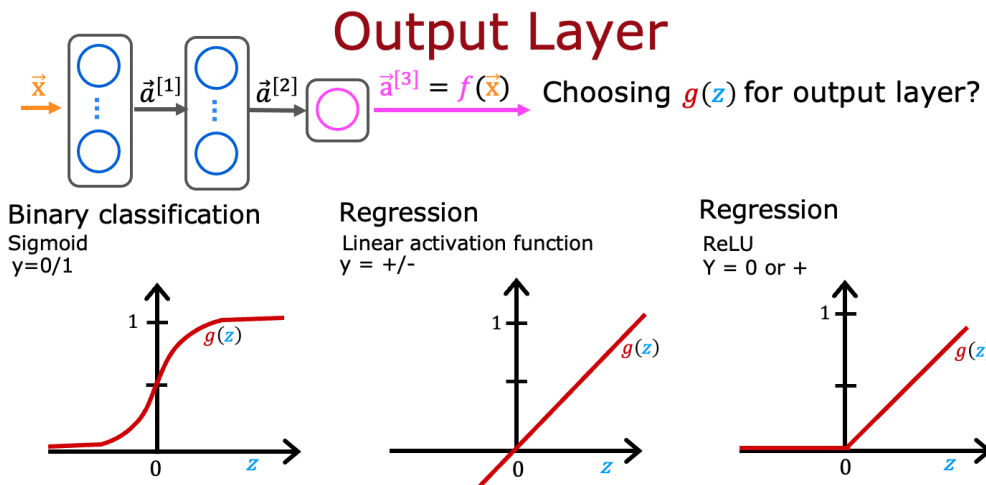 Output Layer
x⃗
⋮
a⃗[1]
⋮
a⃗[2]
a⃗[3] = f(x⃗)
Choosing g(z) for output layer?
Binary classification
Sigmoid
y=0/1
1
g(z)
0
z
Regression
Linear activation function
y = +/-
1
g(z)
0
z
Regression
ReLU
Y = 0 or +
1
g(z
0
z